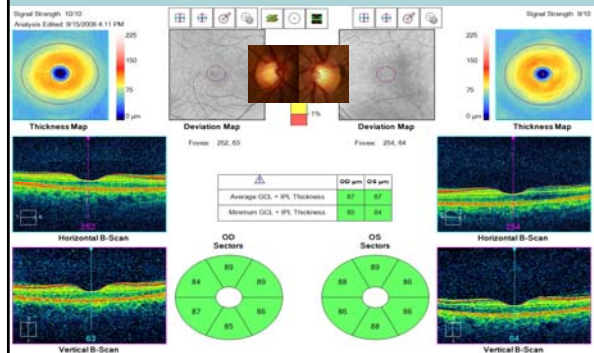 Signal Strength 10/10
Analysis Edited: 9/15/2008 4:11 PM
Signal Strength 9/10
225
150
75
0 µm
Thickness Map
Deviation Map
1%
Deviation Map
225
150
75
0 µm
Thickness Map
Fovea: 252, 63
Fovea: 254, 64
OD µm OS µm
Average GCL + IPL Thickness 87 87
Minimum GCL + IPL Thickness 84
252
Horizontal B-Scan
OD
Sectors
OS
Sectors
Horizontal B-Scan
89
84 89
87 86
85
89
88 86
86 86
88
63
Vertical B-Scan
64
Vertical B-Scan